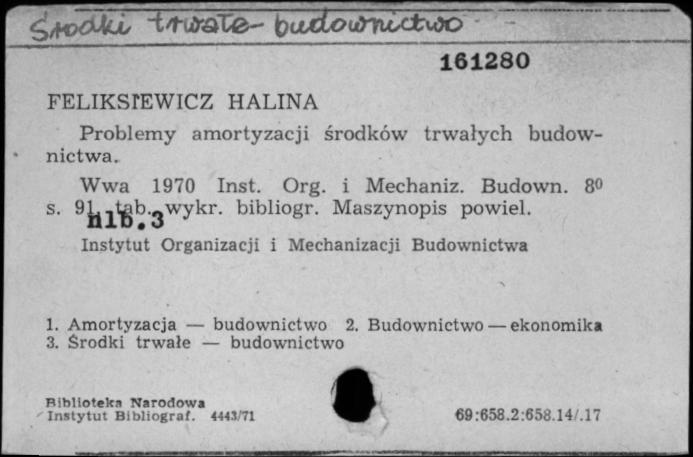 Środki trwałe - budownictwo
161280
FELIKSIEWICZ HALINA
Problemy amortyzacji środków trwałych budow-
nictwa.
Wwa 1970 Inst. Org. i Mechaniz. Budown. 8⁰
s. 91, tab. wykr. bibliogr. Maszynopis powiel.
nlb. 3
Instytut Organizacji i Mechanizacji Budownictwa
1. Amortyzacja — budownictwo 2. Budownictwo — ekonomika
3. Środki trwałe — budownictwo
Biblioteka Narodowa
Instytut Bibliograf. 4443/71 69:658.2:658.14/.17